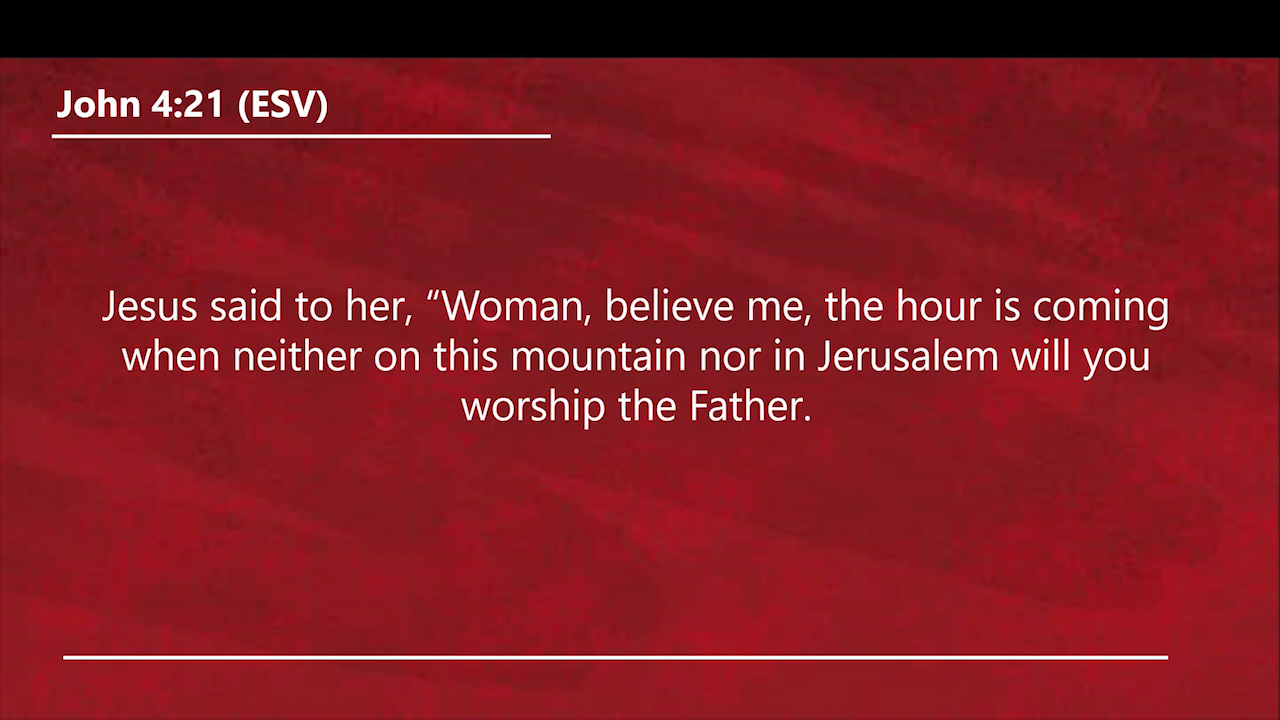 John 4:21 (ESV)
Jesus said to her, “Woman, believe me, the hour is coming
when neither on this mountain nor in Jerusalem will you
worship the Father.